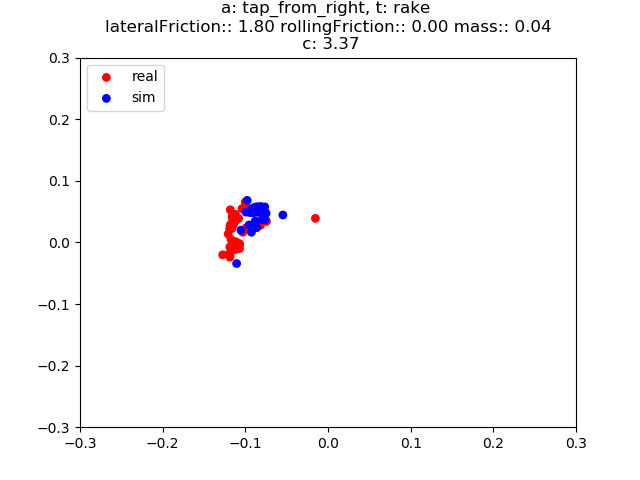 a: tap_from_right, t: rake
lateralFriction:: 1.80 rollingFriction:: 0.00 mass:: 0.04
c: 3.37
real
sim
0.3
0.2
0.1
0.0
−0.1
−0.2
−0.3
−0.3
−0.2
−0.1
0.0
0.1
0.2
0.3